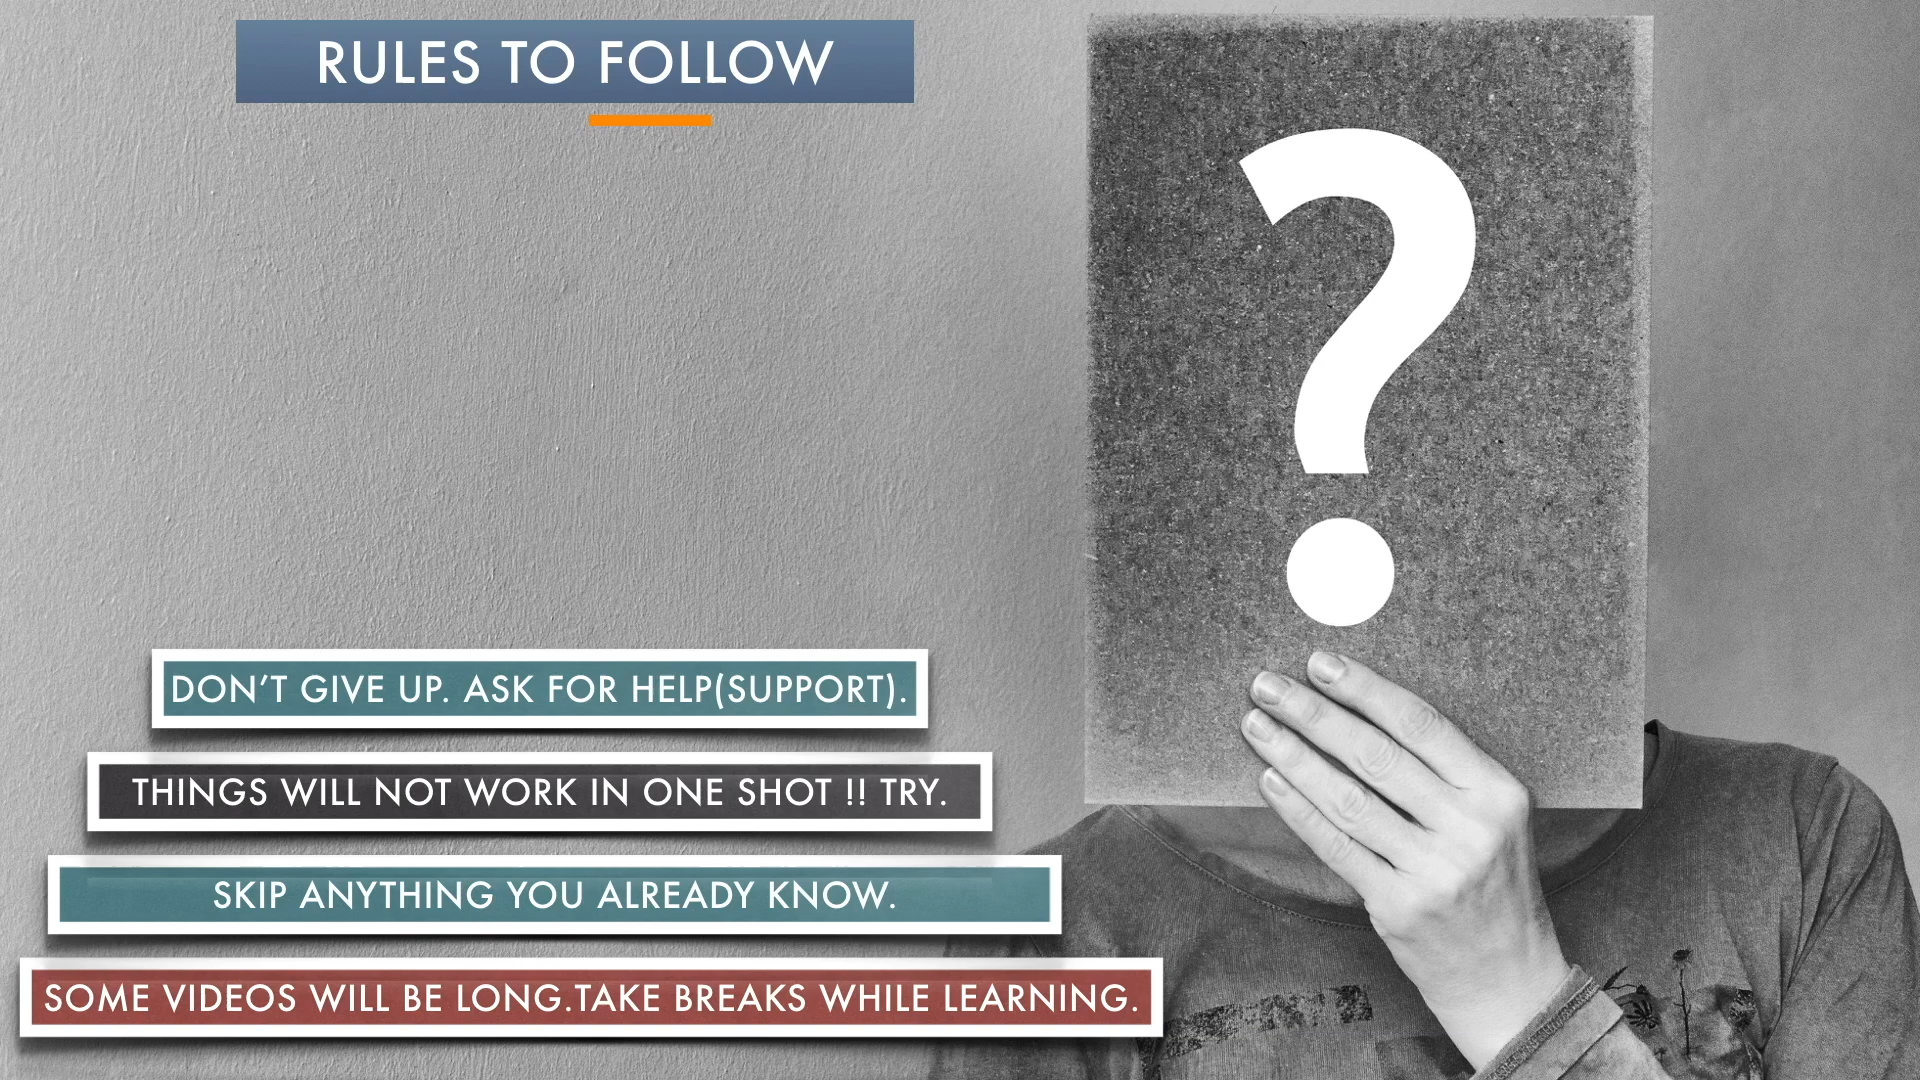 RULES TO FOLLOW
?
DON’T GIVE UP. ASK FOR HELP(SUPPORT).
THINGS WILL NOT WORK IN ONE SHOT !! TRY.
SKIP ANYTHING YOU ALREADY KNOW.
SOME VIDEOS WILL BE LONG.TAKE BREAKS WHILE LEARNING.